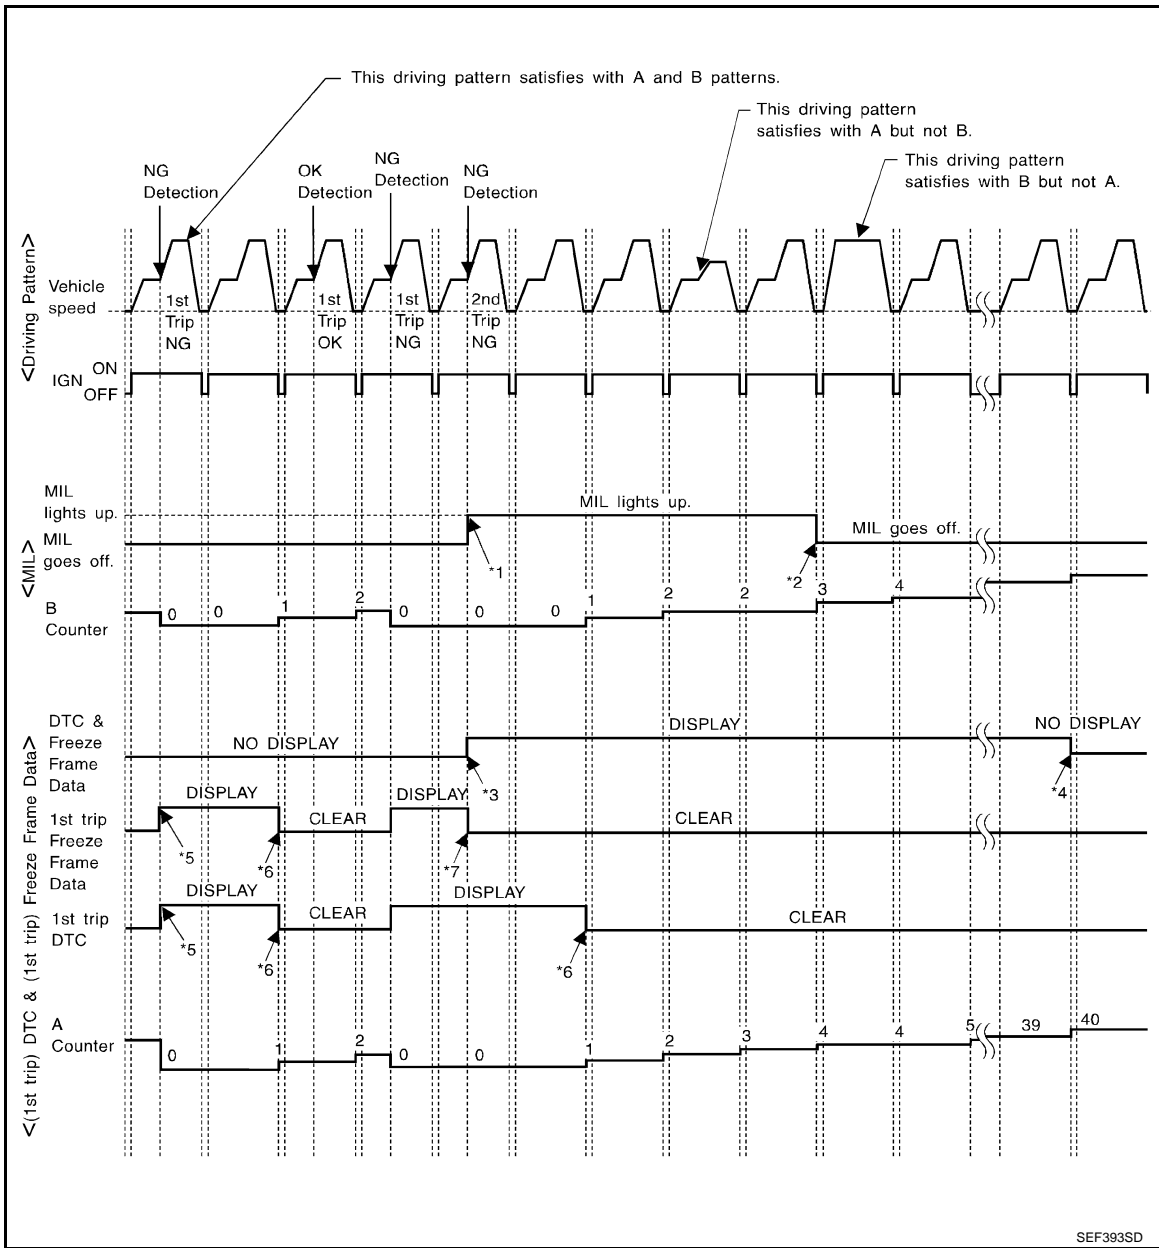 This driving pattern satisfies with A and B patterns.
This driving pattern
satisfies with A but not B.
This driving pattern
satisfies with B but not A.
NG
Detection
OK
Detection
NG
Detection
NG
Detection
<Driving Pattern>
Vehicle
speed
1st
Trip
NG
1st
Trip
OK
1st
Trip
NG
2nd
Trip
NG
IGN
ON
OFF
<MIL>
MIL
lights up.
MIL lights up.
MIL
goes off.
MIL goes off.
*1
*2
B
Counter
0 0 1 2 0 0 0 1 2 2 3 4
<(1st trip) DTC & (1st trip) Freeze Frame Data>
DTC &
Freeze
Frame
Data
NO DISPLAY
DISPLAY
NO DISPLAY
*3
*4
1st trip
Freeze
Frame
Data
DISPLAY
CLEAR
DISPLAY
CLEAR
*5
*6
*7
1st trip
DTC
DISPLAY
CLEAR
DISPLAY
CLEAR
*5
*6
*6
A
Counter
0 1 2 0 0 1 2 3 4 4 5 39 40
SEF393SD